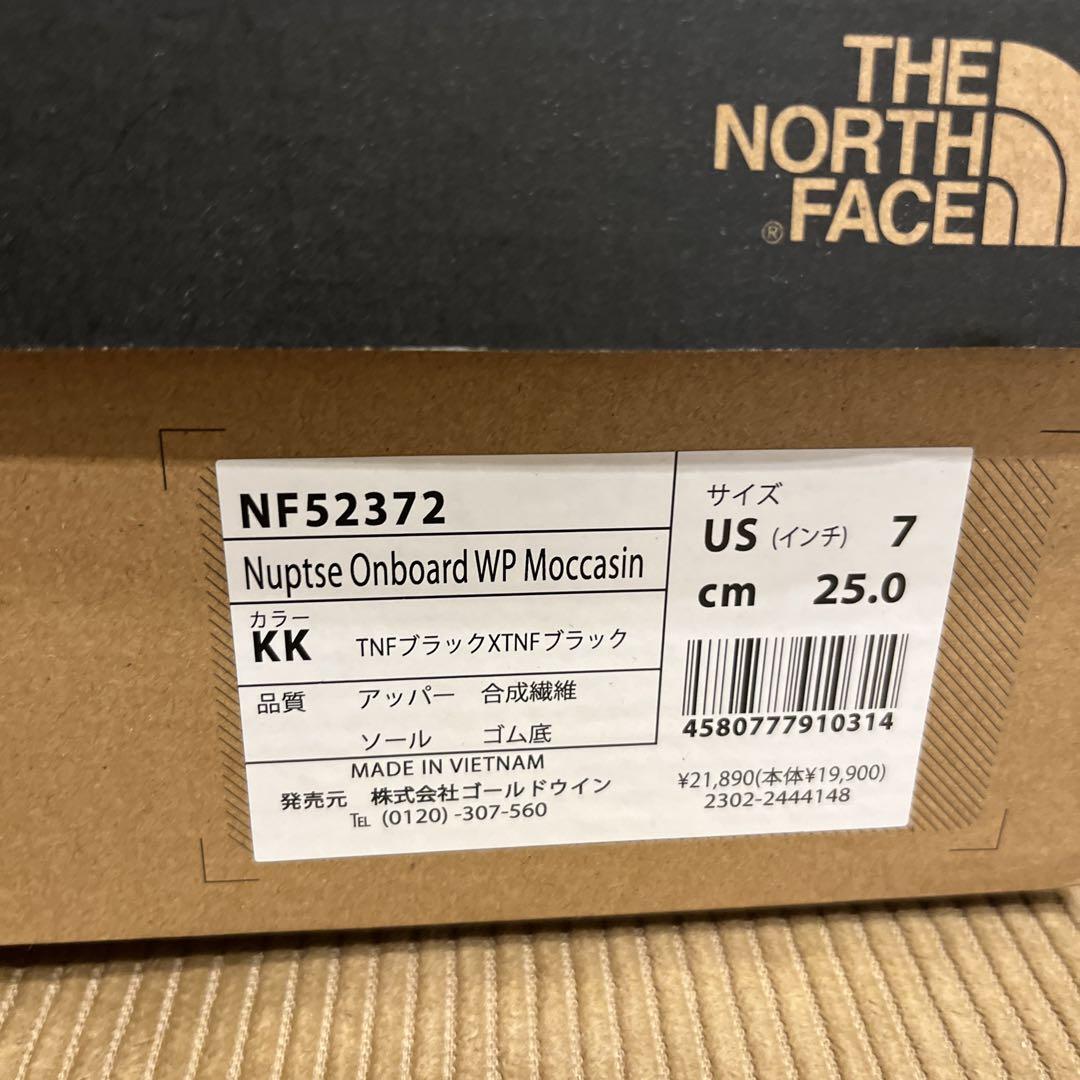 THE
NORTH
FACE
®
NF52372
Nuptse Onboard WP Moccasin
カラー
KK TNFブラックXTNFブラック
品質 アッパー 合成繊維
ソール ゴム底
MADE IN VIETNAM
発売元 株式会社ゴールドウイン
TEL (0120) -307-560
サイズ
US (インチ) 7
cm 25.0
4580777910314
¥21,890(本体¥19,900)
2302-2444148